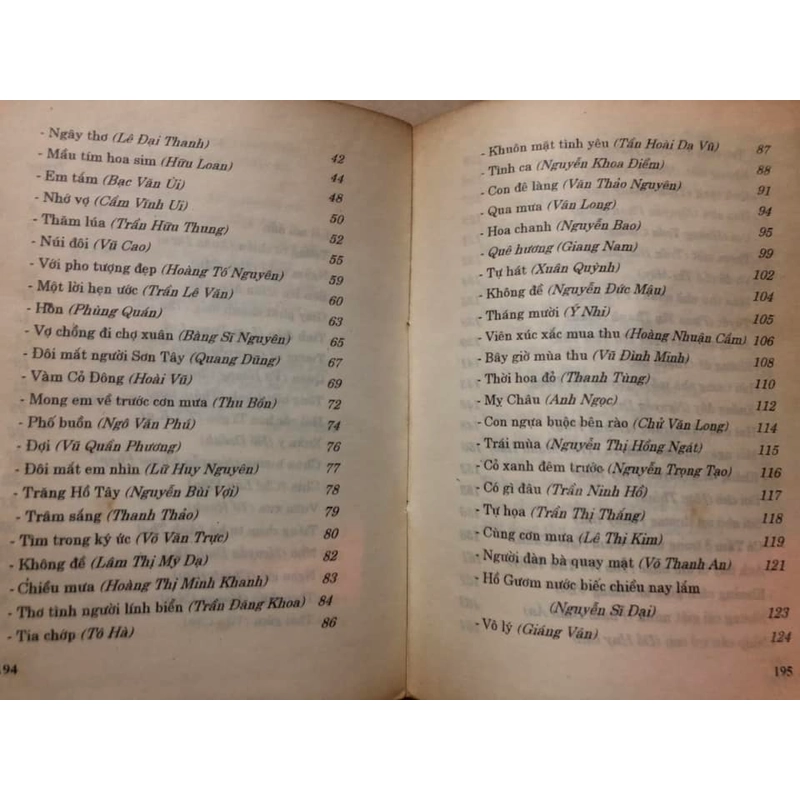 - Ngây thơ (Lê Đại Thanh) 42
- Mầu tím hoa sim (Hữu Loan) 44
- Em tắm (Bạc Văn Ùi) 48
- Nhớ vợ (Cầm Vĩnh Ui) 50
- Thăm lúa (Trần Hữu Thung) 52
- Núi đôi (Vũ Cao) 55
- Với pho tượng đẹp (Hoàng Tố Nguyên) 59
- Một lời hẹn ước (Trần Lê Văn) 60
- Hồn (Phùng Quán) 63
- Vợ chồng đi chợ xuân (Bàng Sĩ Nguyên) 65
- Đôi mắt người Sơn Tây (Quang Dũng) 67
- Vàm Cỏ Đông (Hoài Vũ) 69
- Mong em về trước cơn mưa (Thu Bồn) 72
- Phố buồn (Ngô Văn Phú) 74
- Đợi (Vũ Quần Phương) 76
- Đôi mắt em nhìn (Lữ Huy Nguyên) 77
- Trăng Hồ Tây (Nguyễn Bùi Vợi) 78
- Trâm sáng (Thanh Thảo) 79
- Tìm trong ký ức (Võ Văn Trực) 80
- Không đề (Lâm Thị Mỹ Dạ) 82
- Chiều mưa (Hoàng Thị Minh Khanh) 83
- Thơ tình người lính biển (Trần Đăng Khoa) 84
- Tia chớp (Tô Hà) 86
194
- Khuôn mặt tình yêu (Tần Hoài Dạ Vũ) 87
- Tình ca (Nguyễn Khoa Điềm) 88
- Con đê làng (Văn Thảo Nguyên) 91
- Qua mưa (Văn Long) 94
- Hoa chanh (Nguyễn Bao) 95
- Quê hương (Giang Nam) 99
- Tự hát (Xuân Quỳnh) 102
- Không đề (Nguyễn Đức Mậu) 104
- Tháng mười (Ý Nhi) 105
- Viên xúc xắc mua thu (Hoàng Nhuận Cầm) 106
- Bây giờ mùa thu (Vũ Đình Minh) 108
- Thời hoa đỏ (Thanh Tùng) 110
- Mỵ Châu (Anh Ngọc) 112
- Con ngựa buộc bên rào (Chử Văn Long) 114
- Trái mùa (Nguyễn Thị Hồng Ngát) 115
- Cỏ xanh đêm trước (Nguyễn Trọng Tạo) 116
- Có gì đâu (Trần Ninh Hồ) 117
- Tự họa (Trần Thị Thắng) 118
- Cùng cơn mưa (Lê Thị Kim) 119
- Người đàn bà quay mặt (Võ Thanh An) 121
- Hồ Gươm nước biếc chiều nay lắm
(Nguyễn Sĩ Đại) 123
- Vô lý (Giáng Vân) 124
195